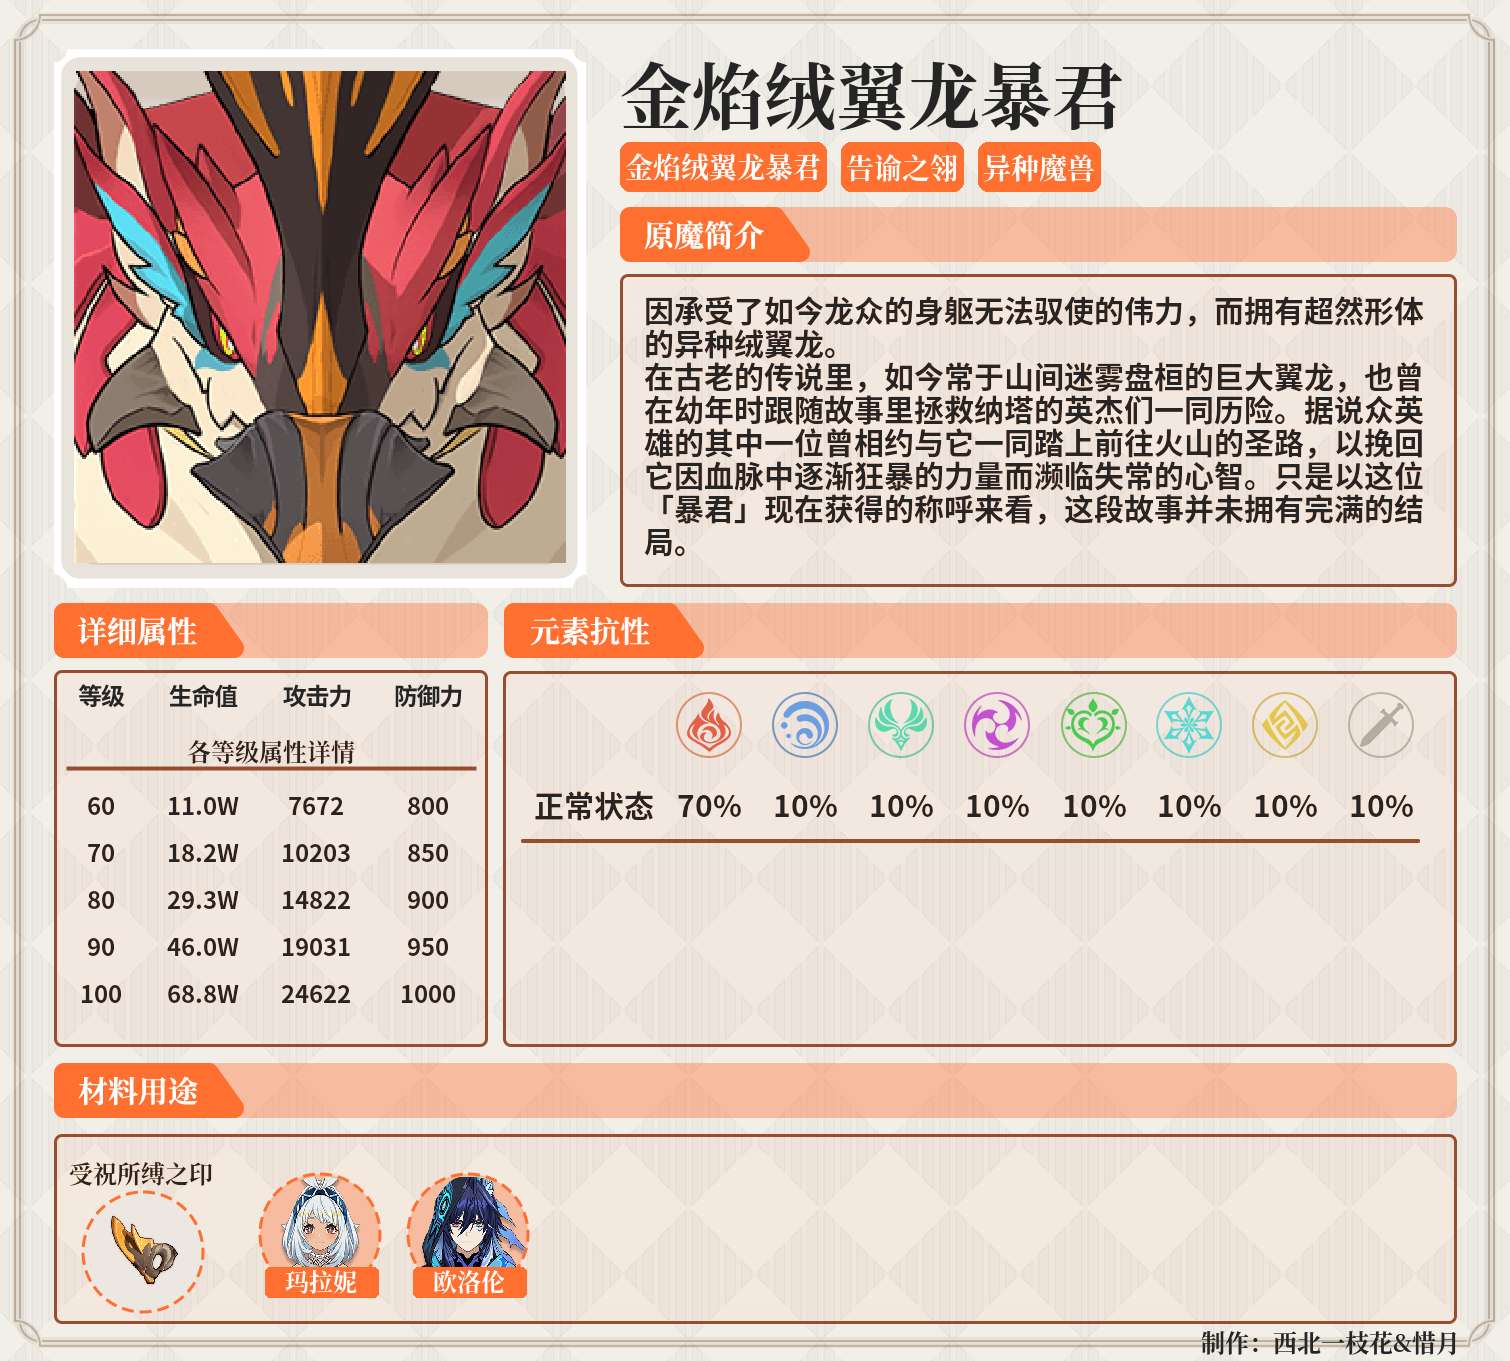 金焰绒翼龙暴君
金焰绒翼龙暴君 告谕之翎 异种魔兽
原魔简介
因承受了如今龙众的身躯无法驭使的伟力，而拥有超然形体
的异种绒翼龙。
在古老的传说里，如今常于山间迷雾盘桓的巨大翼龙，也曾
在幼年时跟随故事里拯救纳塔的英杰们一同历险。据说众英
雄的其中一位曾相约与它一同踏上前往火山的圣路，以挽回
它因血脉中逐渐狂暴的力量而濒临失常的心智。只是以这位
「暴君」现在获得的称呼来看，这段故事并未拥有完满的结
局。
详细属性
等级 生命值 攻击力 防御力
各等级属性详情
60 11.0W 7672 800
70 18.2W 10203 850
80 29.3W 14822 900
90 46.0W 19031 950
100 68.8W 24622 1000
元素抗性
正常状态 70% 10% 10% 10% 10% 10% 10% 10%
材料用途
受祝所缚之印
玛拉妮 欧洛伦
制作：西北一枝花&惜月